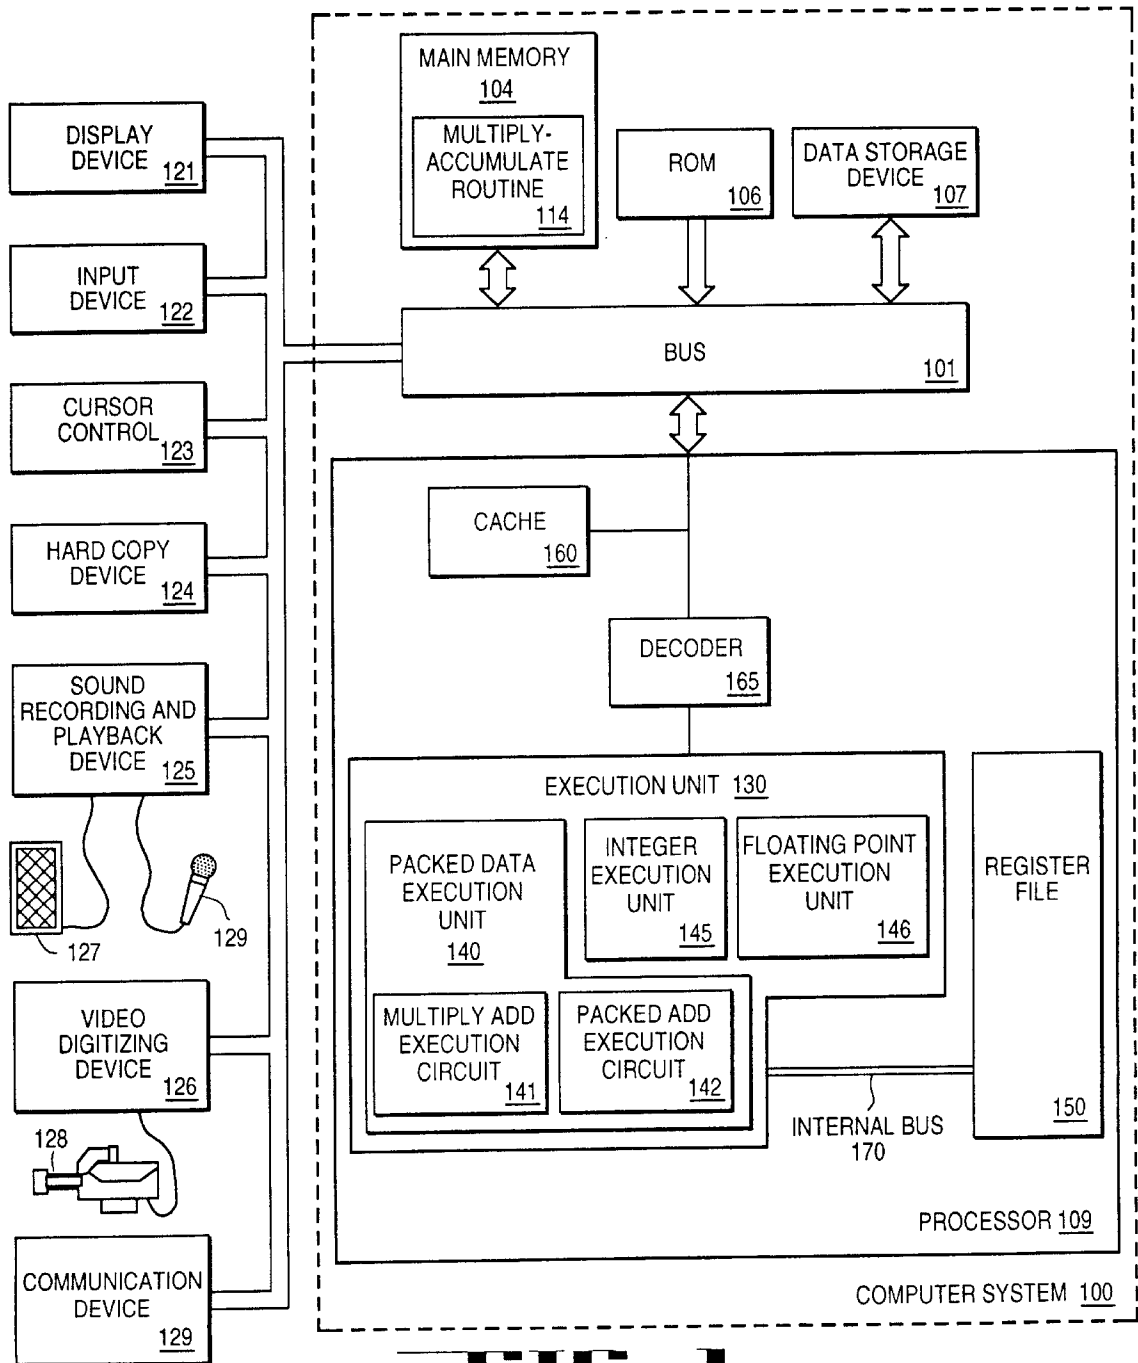 MAIN MEMORY
104
MULTIPLY-
ACCUMULATE
ROUTINE
114
ROM
106
DATA STORAGE
DEVICE
107
DISPLAY
DEVICE
121
INPUT
DEVICE
122
BUS
101
CURSOR
CONTROL
123
CACHE
160
HARD COPY
DEVICE
124
DECODER
165
SOUND
RECORDING AND
PLAYBACK
DEVICE
125
127
129
EXECUTION UNIT 130
PACKED DATA
EXECUTION
UNIT
140
INTEGER
EXECUTION
UNIT
145
FLOATING POINT
EXECUTION
UNIT
146
REGISTER
FILE
150
MULTIPLY ADD
EXECUTION
CIRCUIT
141
PACKED ADD
EXECUTION
CIRCUIT
142
INTERNAL BUS
170
VIDEO
DIGITIZING
DEVICE
126
128
PROCESSOR 109
COMMUNICATION
DEVICE
129
COMPUTER SYSTEM 100